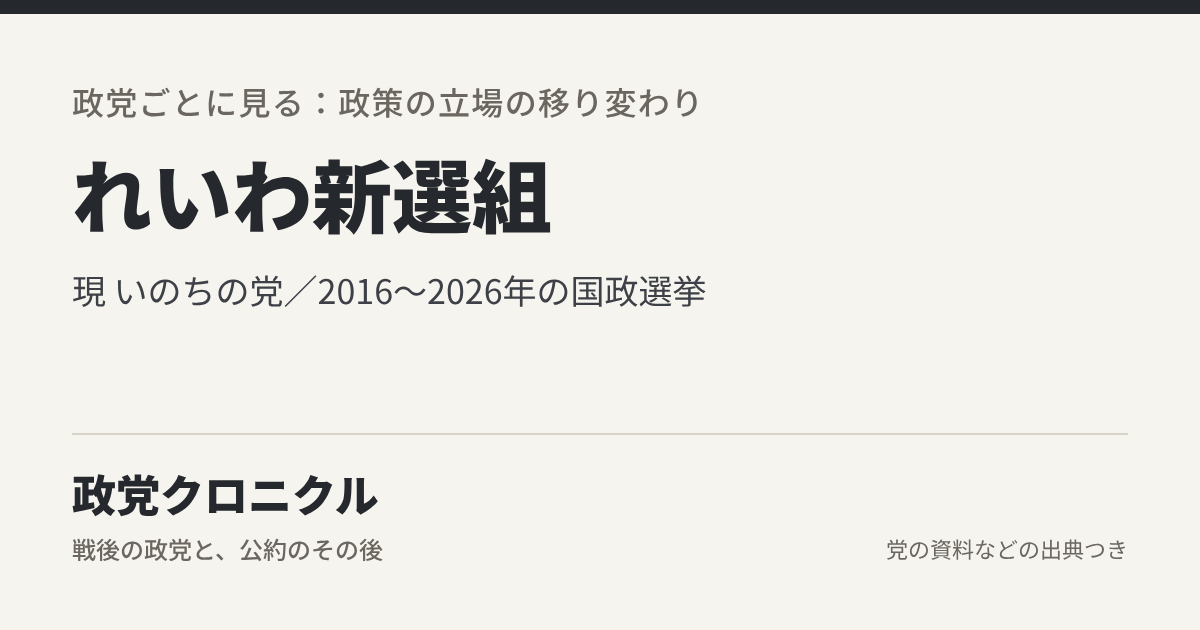 政党ごとに見る：政策の立場の移り変わり
れいわ新選組
現 いのちの党／2016〜2026年の国政選挙
政党クロニクル
戦後の政党と、公約のその後
党の資料などの出典つき